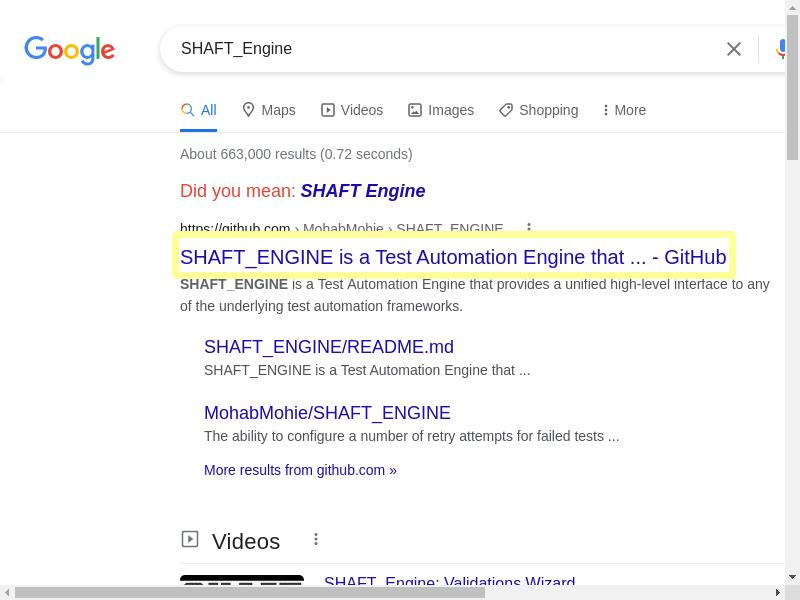 Google
SHAFT_Engine
All
Maps
Videos
Images
Shopping
More
About 663,000 results (0.72 seconds)
Did you mean: SHAFT Engine
https://github.com › MohabMohie › SHAFT_ENGINE
SHAFT_ENGINE is a Test Automation Engine that ... - GitHub
SHAFT_ENGINE is a Test Automation Engine that provides a unified high-level interface to any
of the underlying test automation frameworks.
SHAFT_ENGINE/README.md
SHAFT_ENGINE is a Test Automation Engine that ...
MohabMohie/SHAFT_ENGINE
The ability to configure a number of retry attempts for failed tests ...
More results from github.com »
Videos
SHAFT_Engine: Validations Wizard